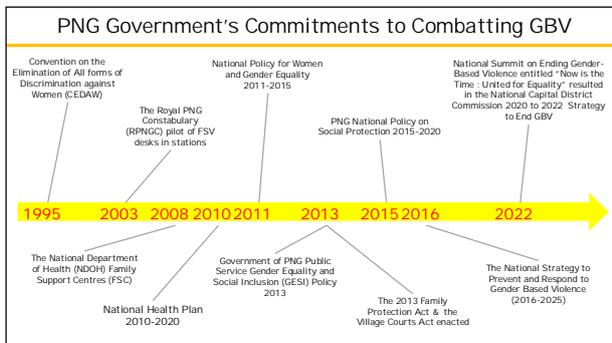 PNG Government's Commitments to Combatting GBV
Convention on the
Elimination of All forms of
Discrimination against
Women (CEDAW)
The Royal PNG
Constabulary
(RPNGC) pilot of FSV
desks in stations
National Policy for Women
and Gender Equality
2011-2015
PNG National Policy on
Social Protection 2015-2020
National Summit on Ending Gender-
Based Violence entitled "Now is the
Time : United for Equality" resulted
in the National Capital District
Commission 2020 to 2022 Strategy
to End GBV
1995 2003 2008 2010 2011 2013 2015 2016 2022
The National Department
of Health (NDOH) Family
Support Centres (FSC)
National Health Plan
2010-2020
Government of PNG Public
Service Gender Equality and
Social Inclusion (GESI) Policy
2013
The 2013 Family
Protection Act & the
Village Courts Act enacted
The National Strategy to
Prevent and Respond to
Gender Based Violence
(2016-2025)